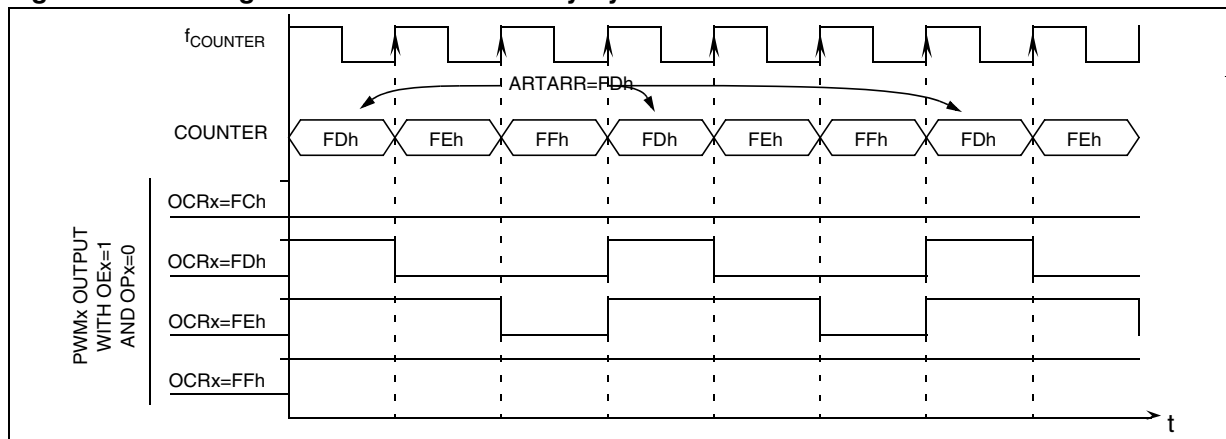 fCOUNTER
ARTARR=FDh
COUNTER
FDh FEh FFh FDh FEh FFh FDh FEh
PWMx OUTPUT
WITH OEx=1
AND OPx=0
OCRx=FCh
OCRx=FDh
OCRx=FEh
OCRx=FFh
t